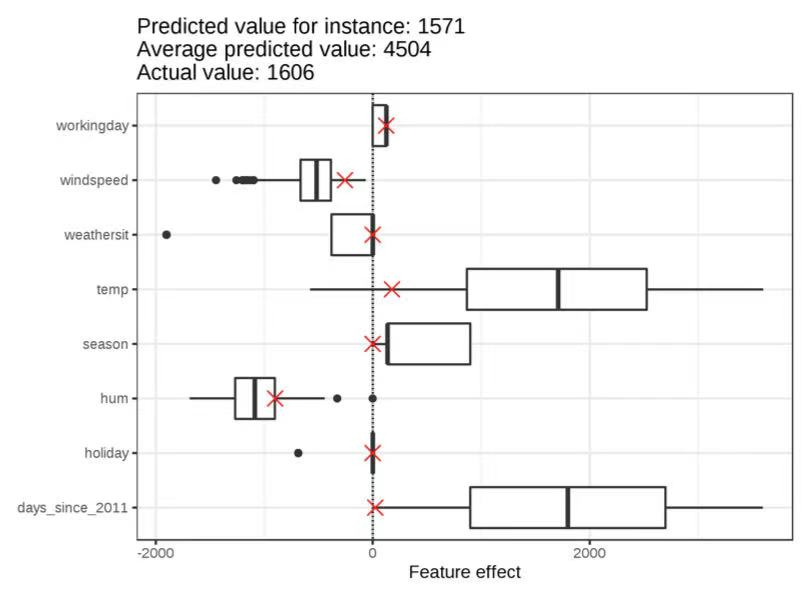 Predicted value for instance: 1571
Average predicted value: 4504
Actual value: 1606
workingday
windspeed
weathersit
temp
season
hum
holiday
days_since_2011
-2000 0 2000
Feature effect